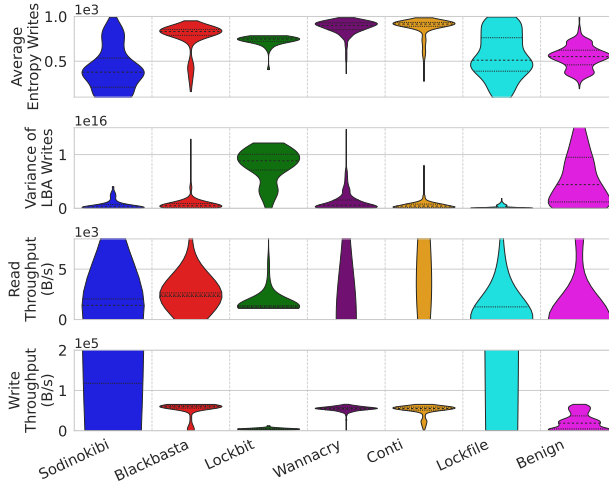 1e3
Average
Entropy Writes
1.0
0.5
1e16
Variance of
LBA Writes
1
0
1e3
Read
Throughput
(B/s)
5
0
1e5
Write
Throughput
(B/s)
2
1
0
Sodinokibi
Blackbasta
Lockbit
Wannacry
Conti
Lockfile
Benign